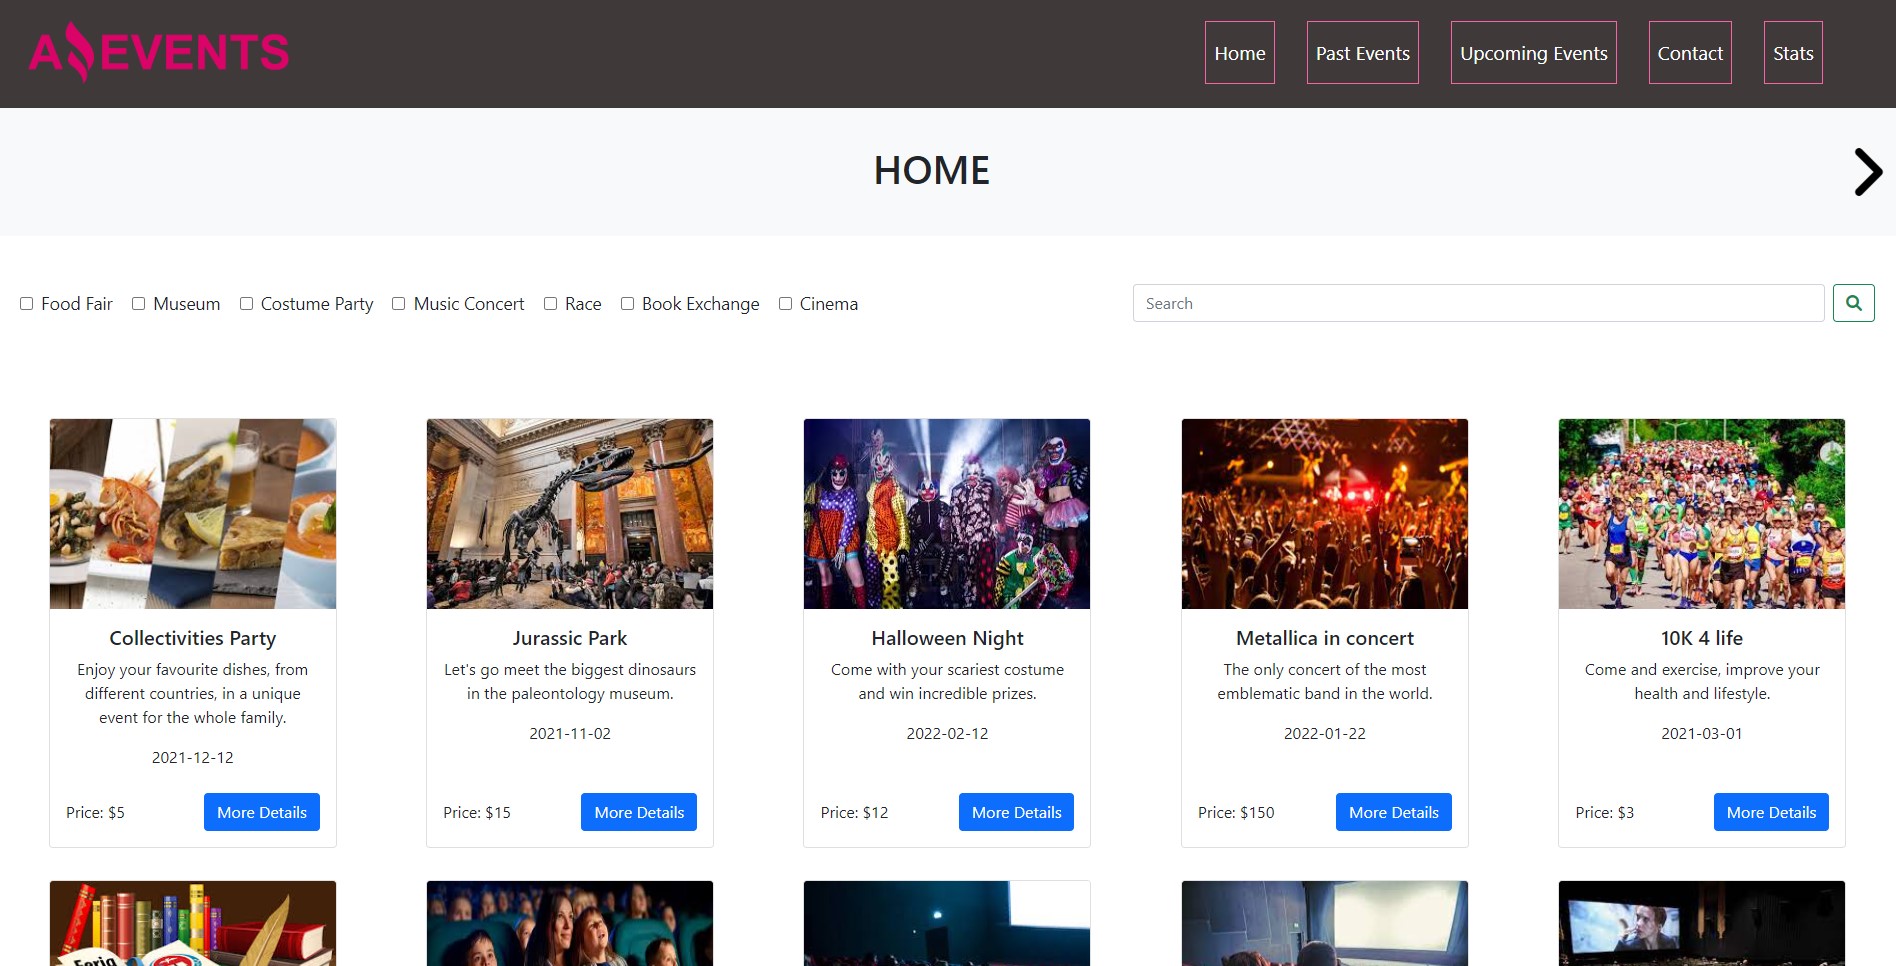 A EVENTS
Home
Past Events
Upcoming Events
Contact
Stats
HOME
Food Fair
Museum
Costume Party
Music Concert
Race
Book Exchange
Cinema
Search
Collectivities Party
Enjoy your favourite dishes, from
different countries, in a unique
event for the whole family.
2021-12-12
Price: $5
More Details
Jurassic Park
Let's go meet the biggest dinosaurs
in the paleontology museum.
2021-11-02
Price: $15
More Details
Halloween Night
Come with your scariest costume
and win incredible prizes.
2022-02-12
Price: $12
More Details
Metallica in concert
The only concert of the most
emblematic band in the world.
2022-01-22
Price: $150
More Details
10K 4 life
Come and exercise, improve your
health and lifestyle.
2021-03-01
Price: $3
More Details
Feria